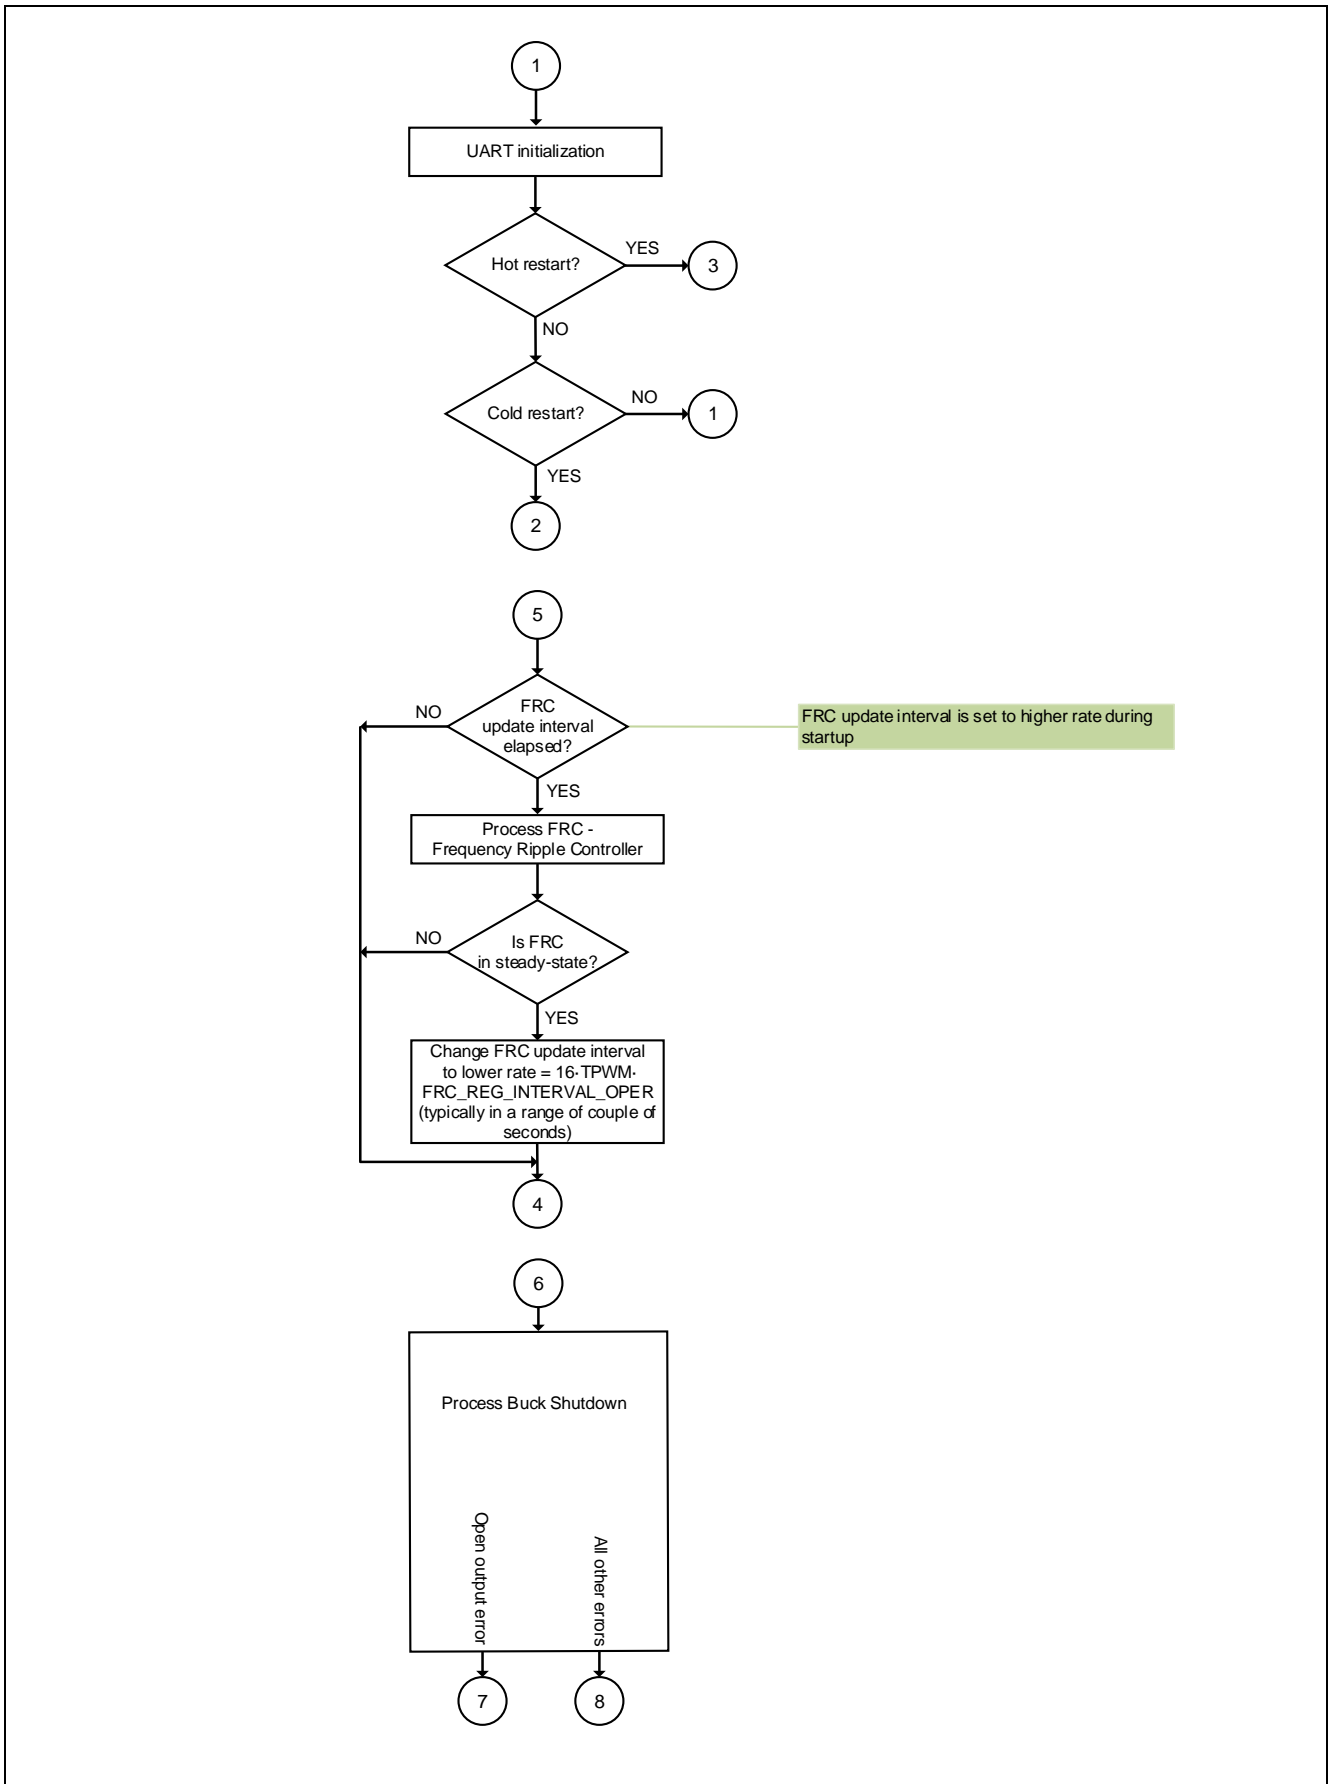 1
UART initialization
Hot restart?
YES
3
NO
Cold restart?
NO
1
YES
2
5
FRC
update interval
elapsed?
NO
FRC update interval is set to higher rate during
startup
YES
Process FRC -
Frequency Ripple Controller
Is FRC
in steady-state?
NO
YES
Change FRC update interval
to lower rate = 16·TPWM·
FRC_REG_INTERVAL_OPER
(typically in a range of couple of
seconds)
4
6
Process Buck Shutdown
Open output error
All other errors
7
8